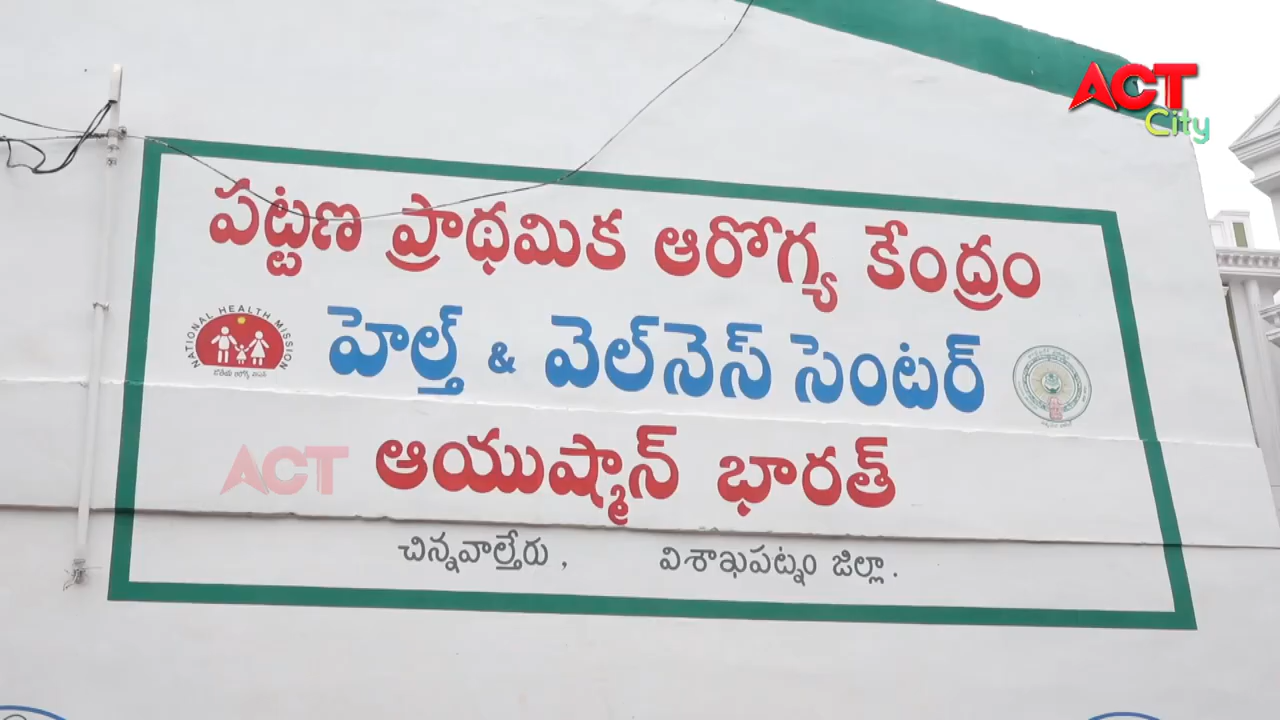 ACT
City
పట్టణ ప్రాథమిక ఆరోగ్య కేంద్రం
NATIONAL HEALTH MISSION
హెల్త్ & వెల్‌నెస్ సెంటర్
ACT
ఆయుష్మాన్ భారత్
చిన్నవాల్తేరు, విశాఖపట్నం జిల్లా.